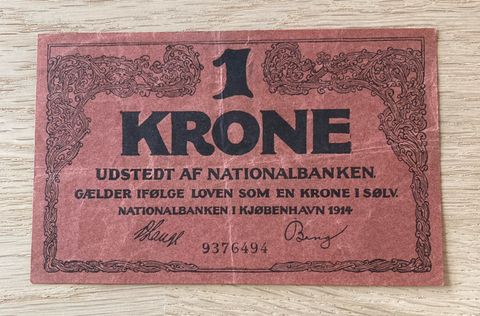 1
KRONE
UDSTEDT AF NATIONALBANKEN.
GÆLDER IFØLGE LOVEN SOM EN KRONE I SØLV.
NATIONALBANKEN I KJØBENHAVN 1914
9376494